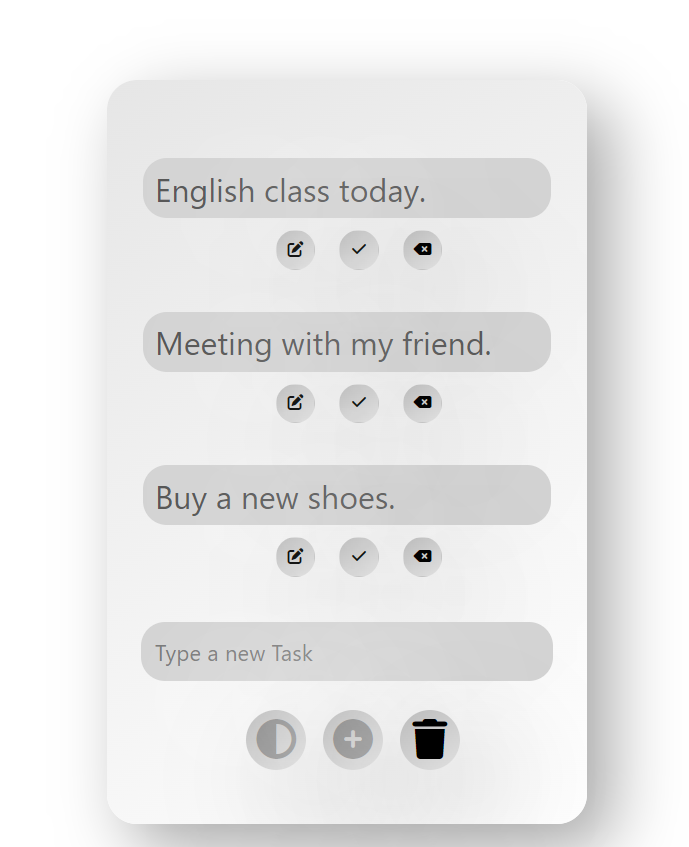 English class today.
Meeting with my friend.
Buy a new shoes.
Type a new Task